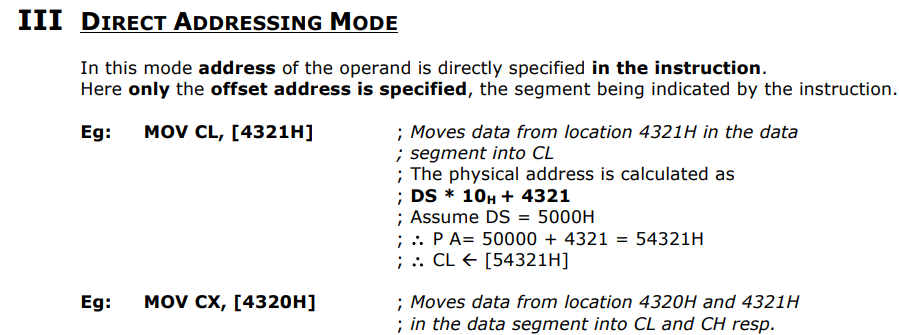 III DIRECT ADDRESSING MODE
In this mode address of the operand is directly specified in the instruction.
Here only the offset address is specified, the segment being indicated by the instruction.
Eg: MOV CL, [4321H] ; Moves data from location 4321H in the data
; segment into CL
; The physical address is calculated as
; DS * 10H + 4321
; Assume DS = 5000H
; ∴ P A= 50000 + 4321 = 54321H
; ∴ CL ← [54321H]
Eg: MOV CX, [4320H] ; Moves data from location 4320H and 4321H
; in the data segment into CL and CH resp.